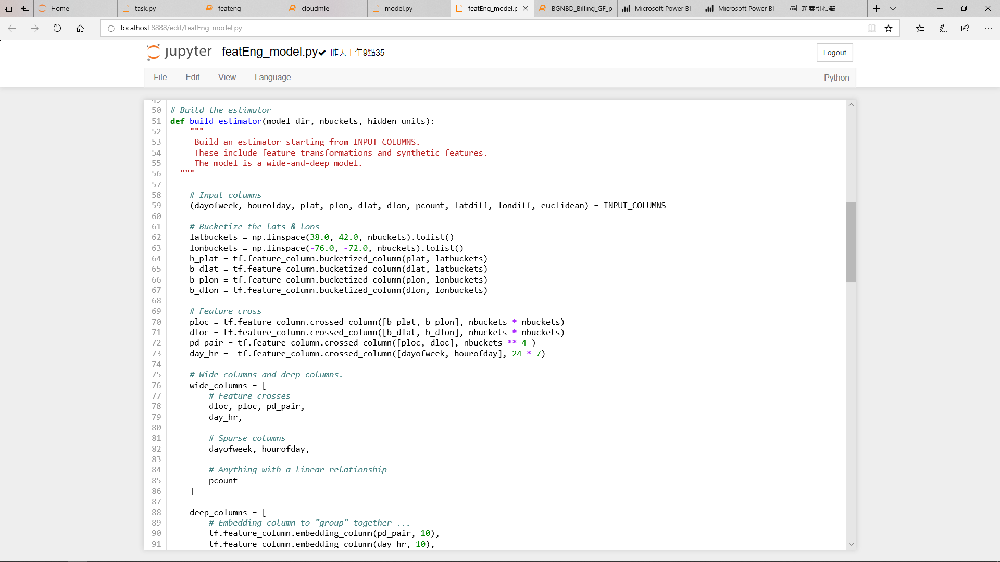 Home
task.py
feateng
cloudmle
model.py
featEng_model.p
BGNBD_Billing_GF_p
Microsoft Power BI
Microsoft Power BI
新索引標籤
localhost:8888/edit/featEng_model.py
jupyter featEng_model.py✔ 昨天上午9點35
Logout
File Edit View Language
Python
49
50 # Build the estimator
51 def build_estimator(model_dir, nbuckets, hidden_units):
52     """
53      Build an estimator starting from INPUT COLUMNS.
54      These include feature transformations and synthetic features.
55      The model is a wide-and-deep model.
56   """
57
58     # Input columns
59     (dayofweek, hourofday, plat, plon, dlat, dlon, pcount, latdiff, londiff, euclidean) = INPUT_COLUMNS
60
61     # Bucketize the lats & lons
62     latbuckets = np.linspace(38.0, 42.0, nbuckets).tolist()
63     lonbuckets = np.linspace(-76.0, -72.0, nbuckets).tolist()
64     b_plat = tf.feature_column.bucketized_column(plat, latbuckets)
65     b_dlat = tf.feature_column.bucketized_column(dlat, latbuckets)
66     b_plon = tf.feature_column.bucketized_column(plon, lonbuckets)
67     b_dlon = tf.feature_column.bucketized_column(dlon, lonbuckets)
68
69     # Feature cross
70     ploc = tf.feature_column.crossed_column([b_plat, b_plon], nbuckets * nbuckets)
71     dloc = tf.feature_column.crossed_column([b_dlat, b_dlon], nbuckets * nbuckets)
72     pd_pair = tf.feature_column.crossed_column([ploc, dloc], nbuckets ** 4 )
73     day_hr =  tf.feature_column.crossed_column([dayofweek, hourofday], 24 * 7)
74
75     # Wide columns and deep columns.
76     wide_columns = [
77         # Feature crosses
78         dloc, ploc, pd_pair,
79         day_hr,
80
81         # Sparse columns
82         dayofweek, hourofday,
83
84         # Anything with a linear relationship
85         pcount
86     ]
87
88     deep_columns = [
89         # Embedding_column to "group" together ...
90         tf.feature_column.embedding_column(pd_pair, 10),
91         tf.feature_column.embedding_column(day_hr, 10),